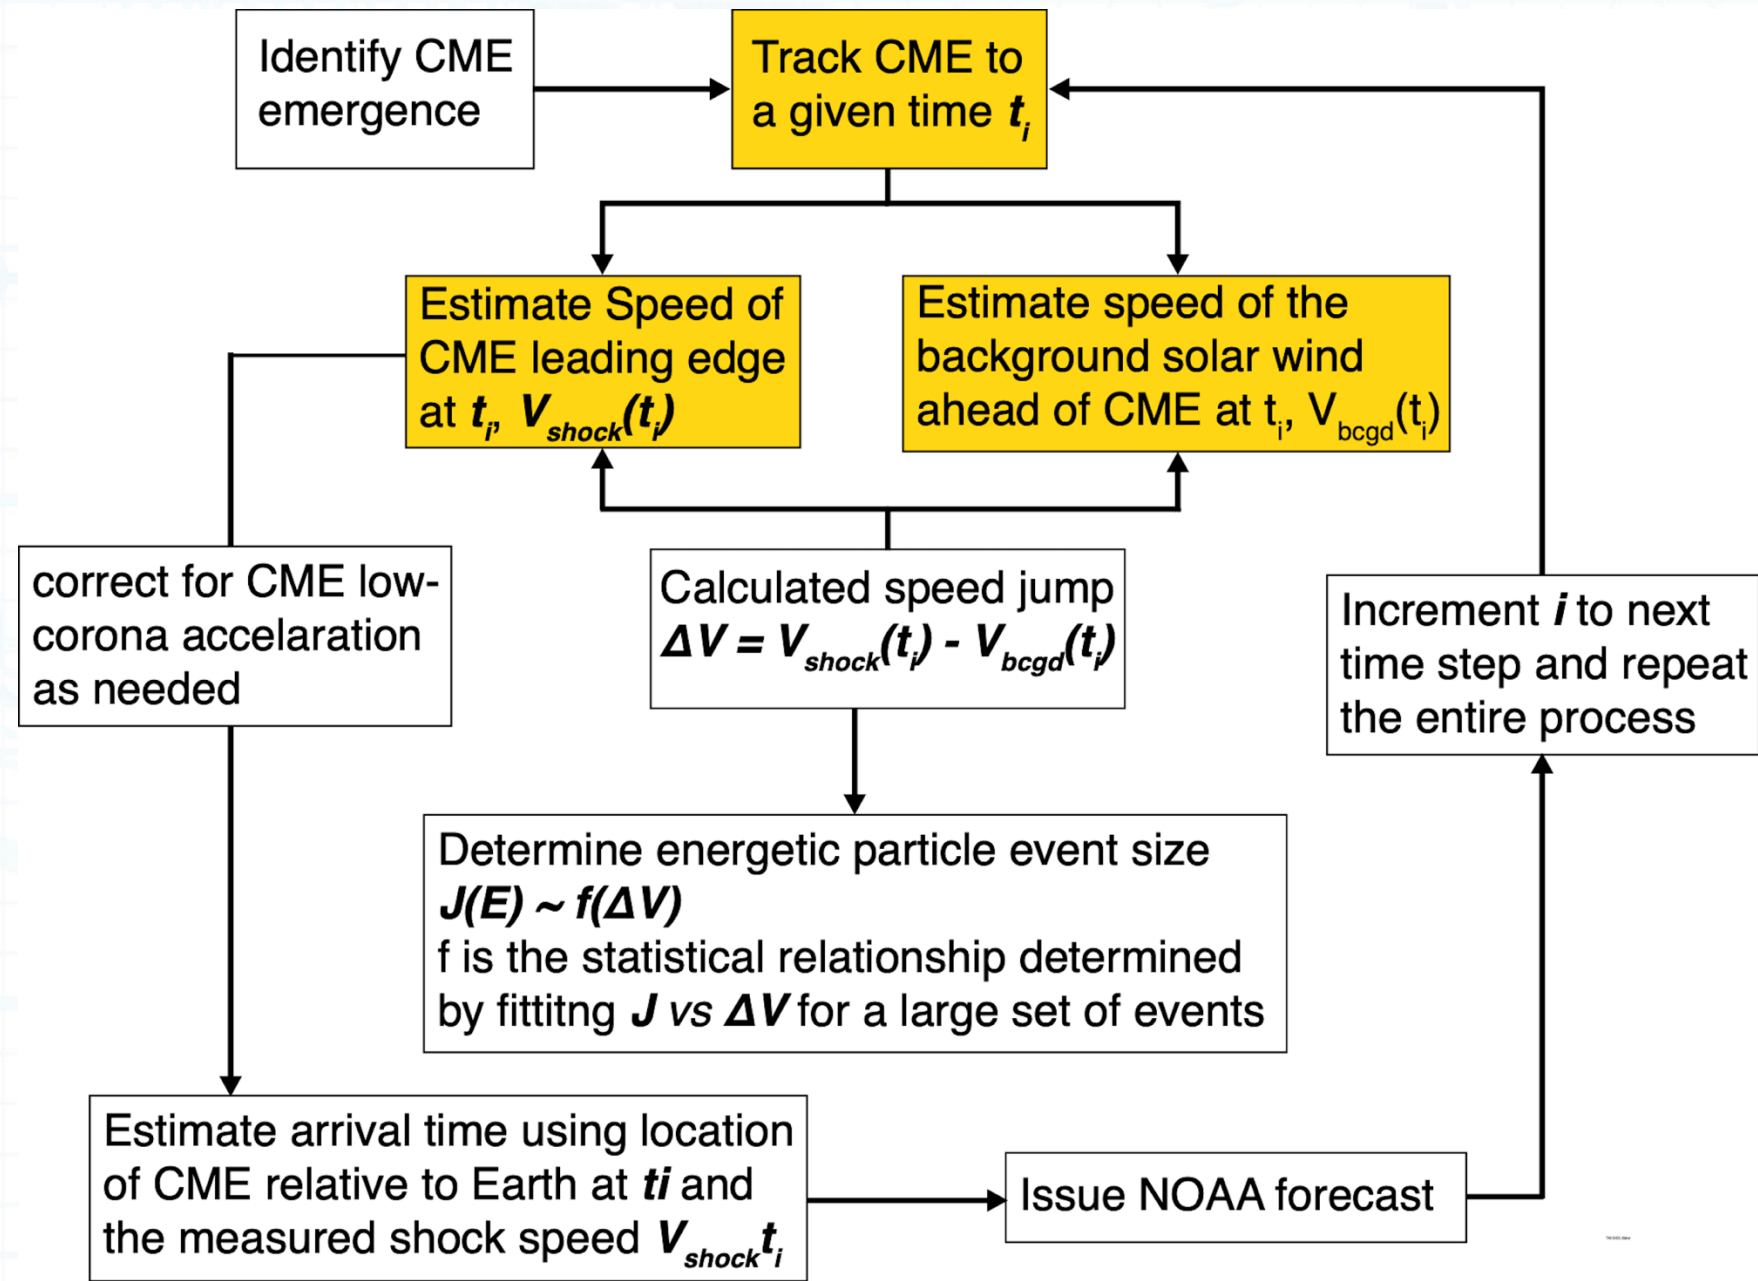 Identify CME
emergence
Track CME to
a given time tᵢ
Estimate Speed of
CME leading edge
at tᵢ, Vshock(tᵢ)
Estimate speed of the
background solar wind
ahead of CME at tᵢ, Vbcgd(tᵢ)
correct for CME low-
corona accelaration
as needed
Calculated speed jump
ΔV = Vshock(tᵢ) - Vbcgd(tᵢ)
Increment i to next
time step and repeat
the entire process
Determine energetic particle event size
J(E) ~ f(ΔV)
f is the statistical relationship determined
by fittitng J vs ΔV for a large set of events
Estimate arrival time using location
of CME relative to Earth at ti and
the measured shock speed Vshocktᵢ
Issue NOAA forecast